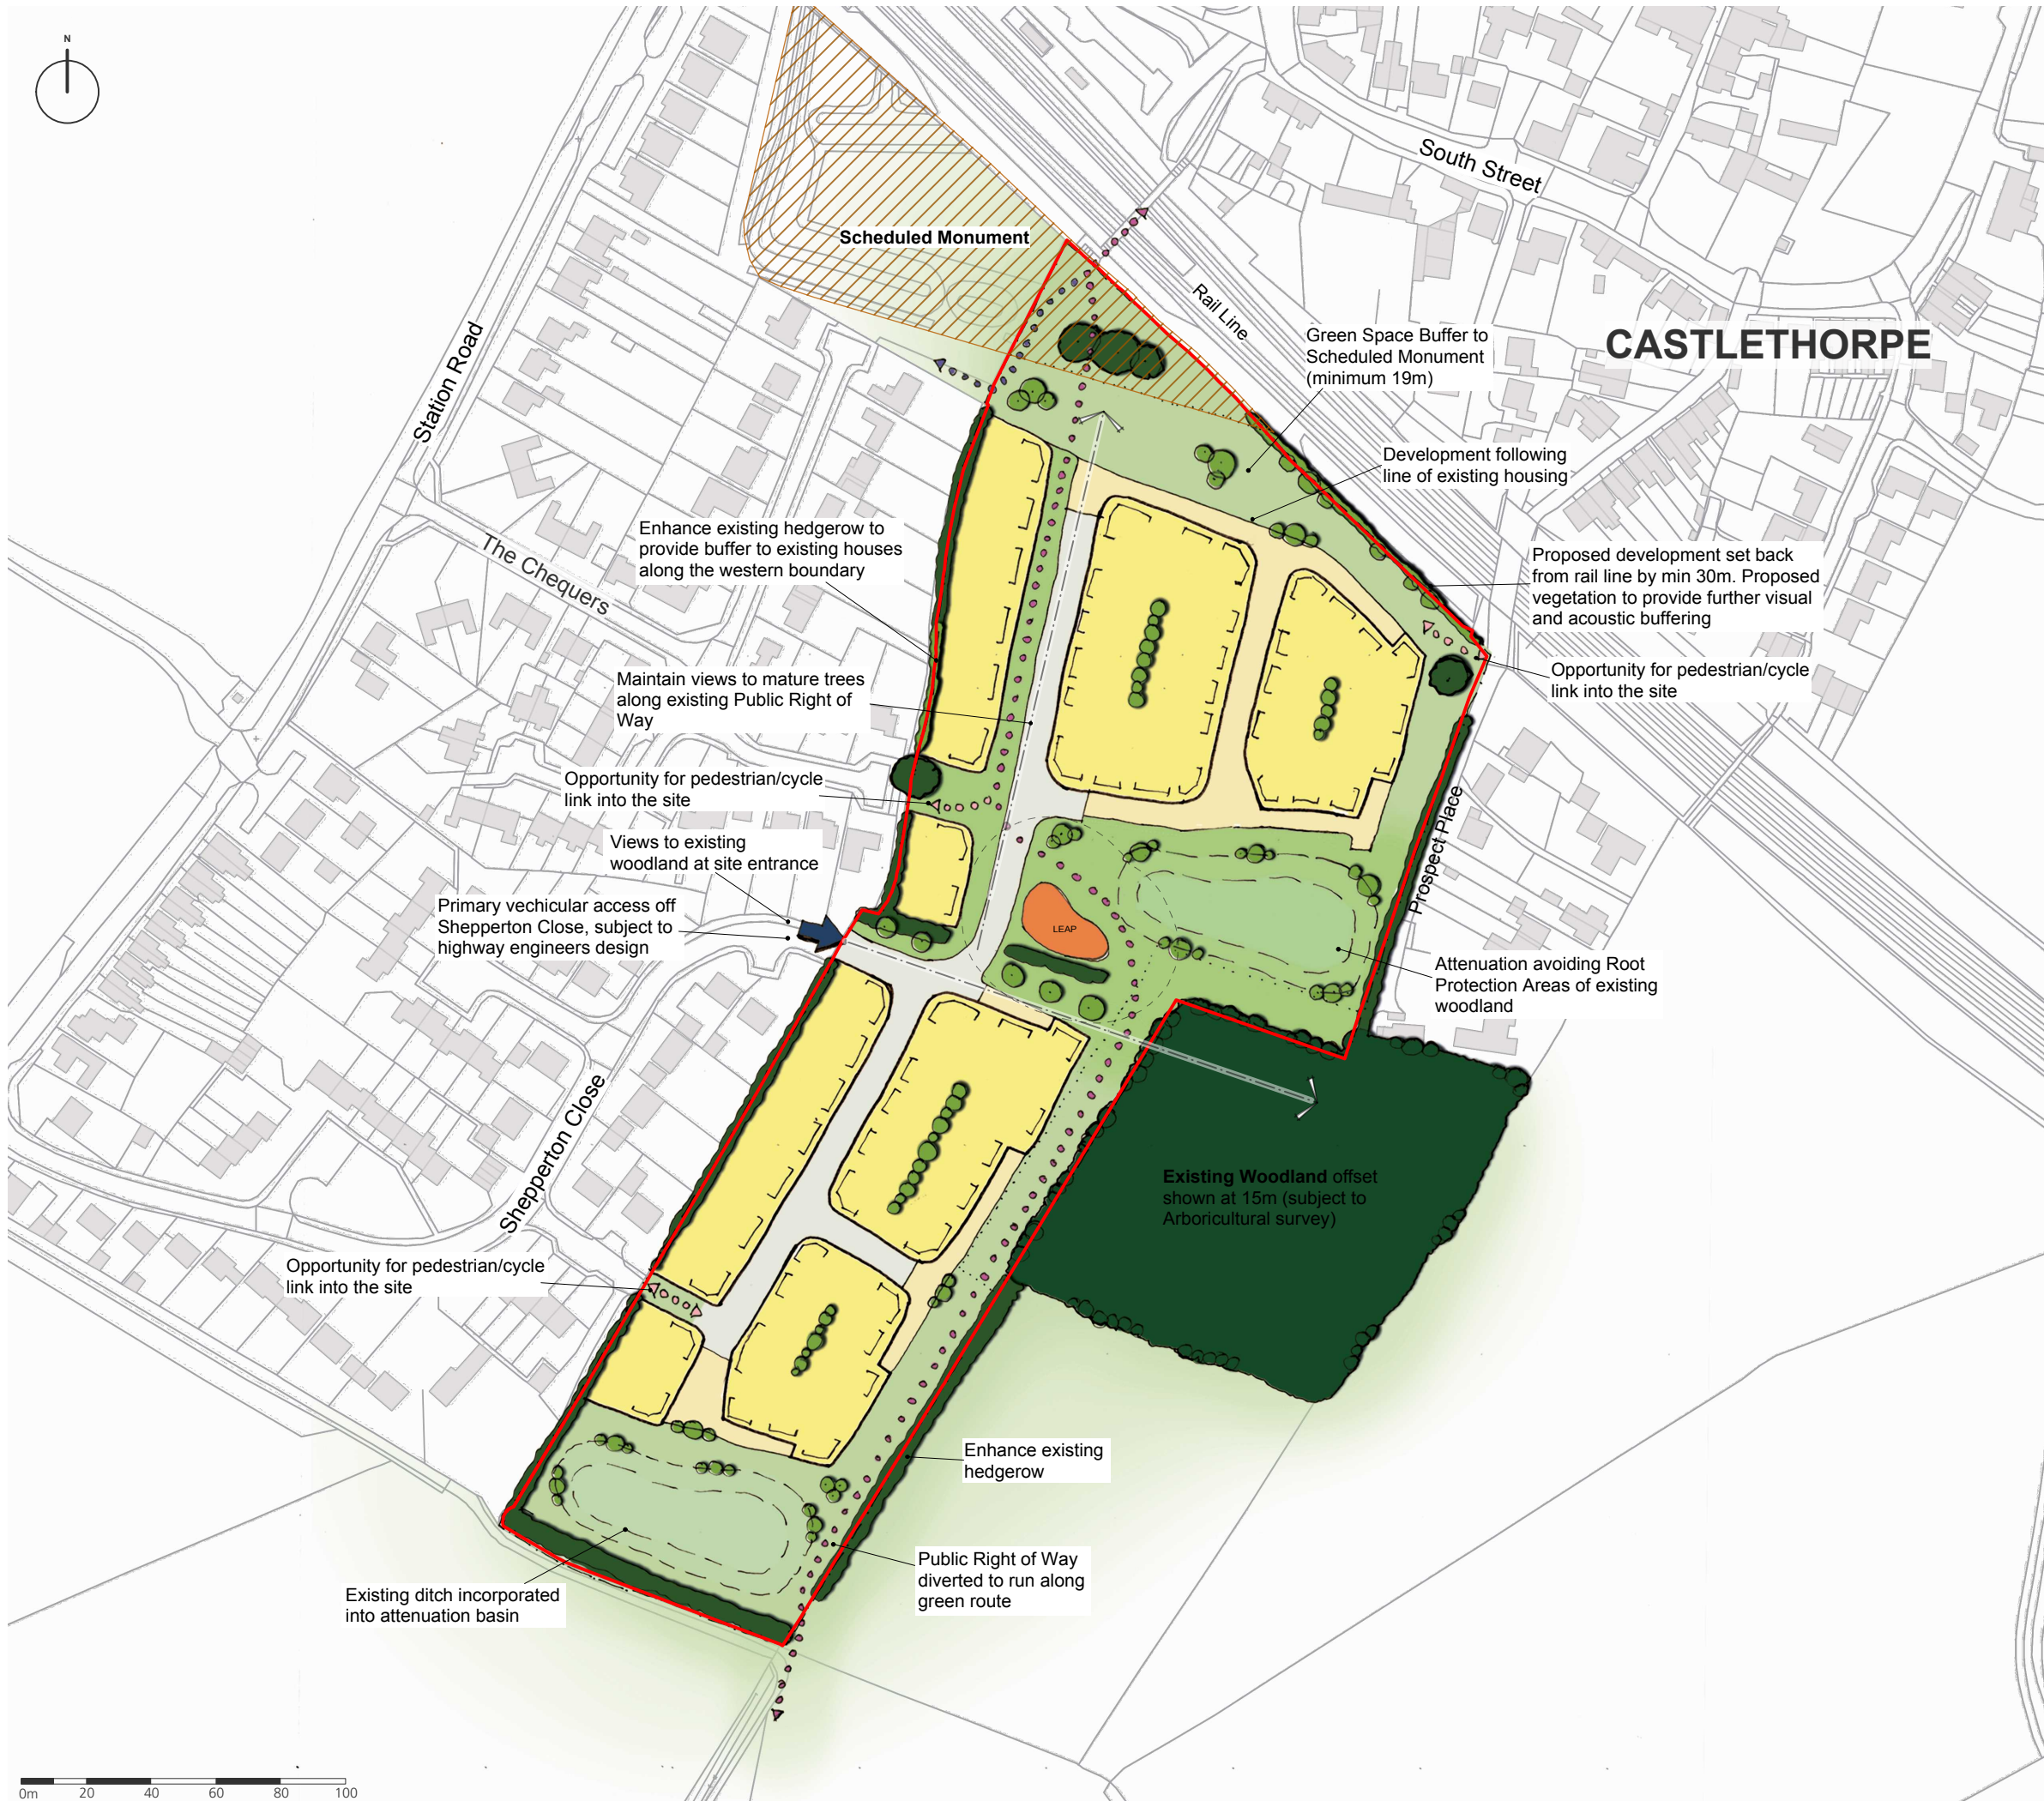 N
South Street
Scheduled Monument
Rail Line
CASTLETHORPE
Green Space Buffer to
Scheduled Monument
(minimum 19m)
Station Road
Development following
line of existing housing
Enhance existing hedgerow to
provide buffer to existing houses
along the western boundary
The Chequers
Proposed development set back
from rail line by min 30m. Proposed
vegetation to provide further visual
and acoustic buffering
Opportunity for pedestrian/cycle
link into the site
Maintain views to mature trees
along existing Public Right of
Way
Opportunity for pedestrian/cycle
link into the site
Prospect Place
Views to existing
woodland at site entrance
Primary vechicular access off
Shepperton Close, subject to
highway engineers design
LEAP
Attenuation avoiding Root
Protection Areas of existing
woodland
Shepperton Close
Existing Woodland offset
shown at 15m (subject to
Arboricultural survey)
Opportunity for pedestrian/cycle
link into the site
Enhance existing
hedgerow
Public Right of Way
diverted to run along
green route
Existing ditch incorporated
into attenuation basin
0m 20 40 60 80 100